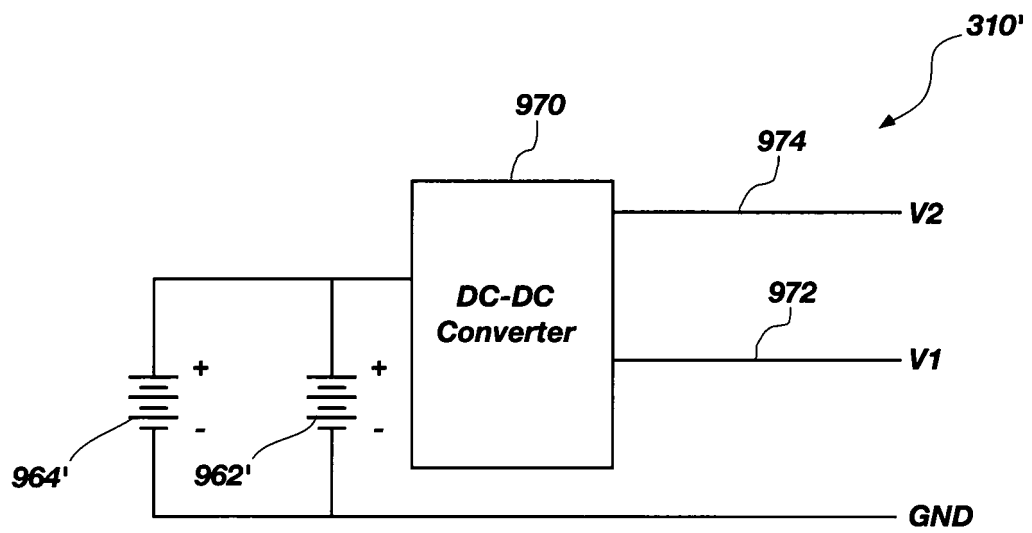 310'
970
974
V2
DC-DC
Converter
972
V1
+
+
-
-
964'
962'
GND